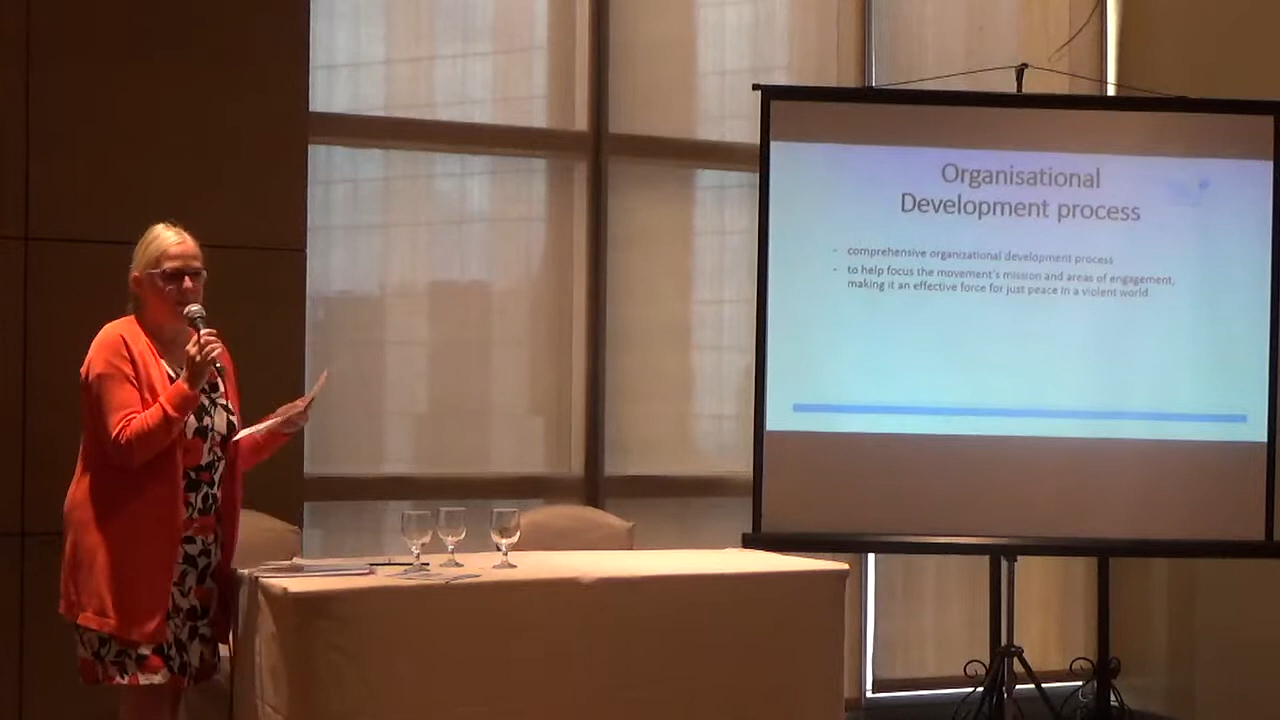 Organisational
Development process
- comprehensive organizational development process
- to help focus the movement's mission and areas of engagement,
making it an effective force for just peace in a violent world